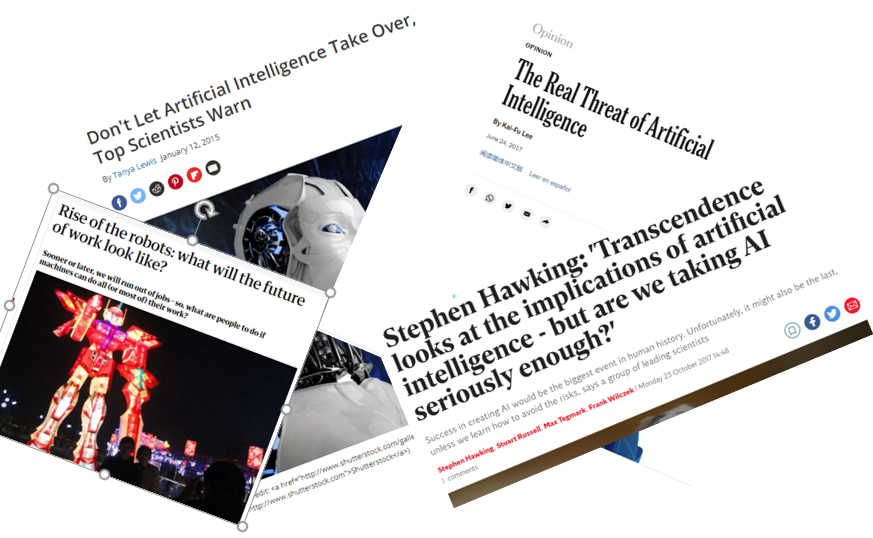 Don't Let Artificial Intelligence Take Over,
Top Scientists Warn
By Tanya Lewis January 12, 2015
Opinion
OPINION
The Real Threat of Artificial
Intelligence
By Kai-Fu Lee
June 24, 2017
阅读简体中文版 Leer en español
Rise of the robots: what will the future
of work look like?
Sooner or later, we will run out of jobs - so, what are people to do if
machines can do all (or most of) their work?
Stephen Hawking: 'Transcendence
looks at the implications of artificial
intelligence - but are we taking AI
seriously enough?'
Success in creating AI would be the biggest event in human history. Unfortunately, it might also be the last,
unless we learn how to avoid the risks, says a group of leading scientists
Stephen Hawking, Stuart Russell, Max Tegmark, Frank Wilczek | Monday 23 October 2017 14:48
comments
edit: <a href="http://www.shutterstock.com/galle
http://www.shutterstock.com">Shutterstock</a>)